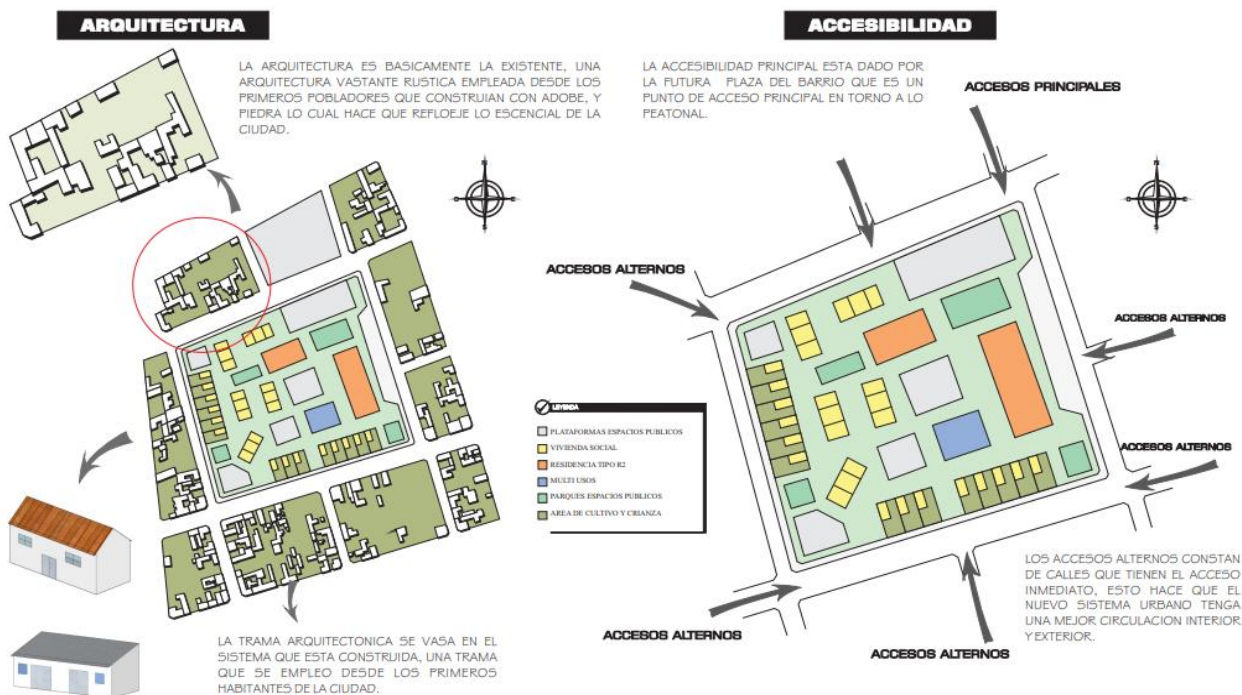 ARQUITECTURA
LA ARQUITECTURA ES BASICAMENTE LA EXISTENTE, UNA
ARQUITECTURA VASTANTE RUSTICA EMPLEADA DESDE LOS
PRIMEROS POBLADORES QUE CONSTRUIAN CON ADOBE, Y
PIEDRA LO CUAL HACE QUE REFLOEJE LO ESCENCIAL DE LA
CIUDAD.
LA TRAMA ARQUITECTONICA SE VASA EN EL
SISTEMA QUE ESTA CONSTRUIDA, UNA TRAMA
QUE SE EMPLEO DESDE LOS PRIMEROS
HABITANTES DE LA CIUDAD.
LEYENDA
PLATAFORMAS ESPACIOS PUBLICOS
VIVIENDA SOCIAL
RESIDENCIA TIPO R2
MULTI USOS
PARQUES ESPACIOS PUBLICOS
AREA DE CULTIVO Y CRIANZA
ACCESIBILIDAD
LA ACCESIBILIDAD PRINCIPAL ESTA DADO POR
LA FUTURA PLAZA DEL BARRIO QUE ES UN
PUNTO DE ACCESO PRINCIPAL EN TORNO A LO
PEATONAL.
ACCESOS PRINCIPALES
ACCESOS ALTERNOS
ACCESOS ALTERNOS
ACCESOS ALTERNOS
ACCESOS ALTERNOS
ACCESOS ALTERNOS
LOS ACCESOS ALTERNOS CONSTAN
DE CALLES QUE TIENEN EL ACCESO
INMEDIATO, ESTO HACE QUE EL
NUEVO SISTEMA URBANO TENGA
UNA MEJOR CIRCULACION INTERIOR
Y EXTERIOR.